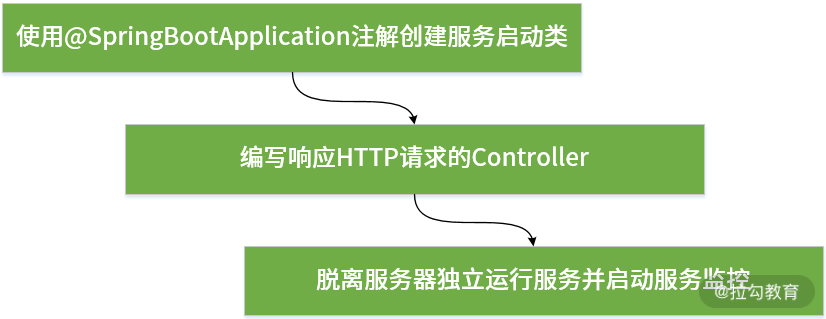 使用@SpringBootApplication注解创建服务启动类
编写响应HTTP请求的Controller
脱离服务器独立运行服务并启动服务监控
@拉勾教育